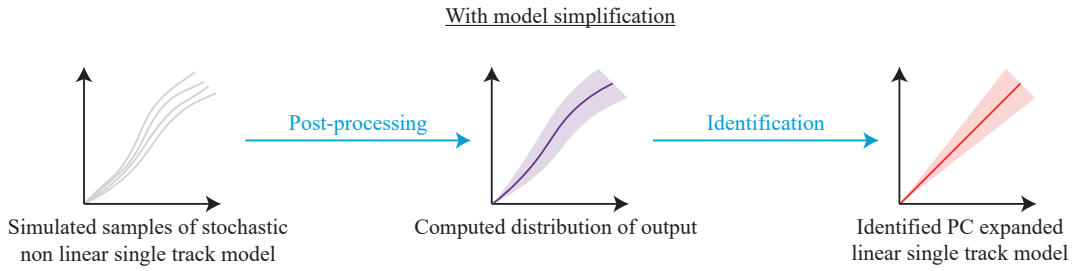 With model simplification
Post-processing
Identification
Simulated samples of stochastic
non linear single track model
Computed distribution of output
Identified PC expanded
linear single track model